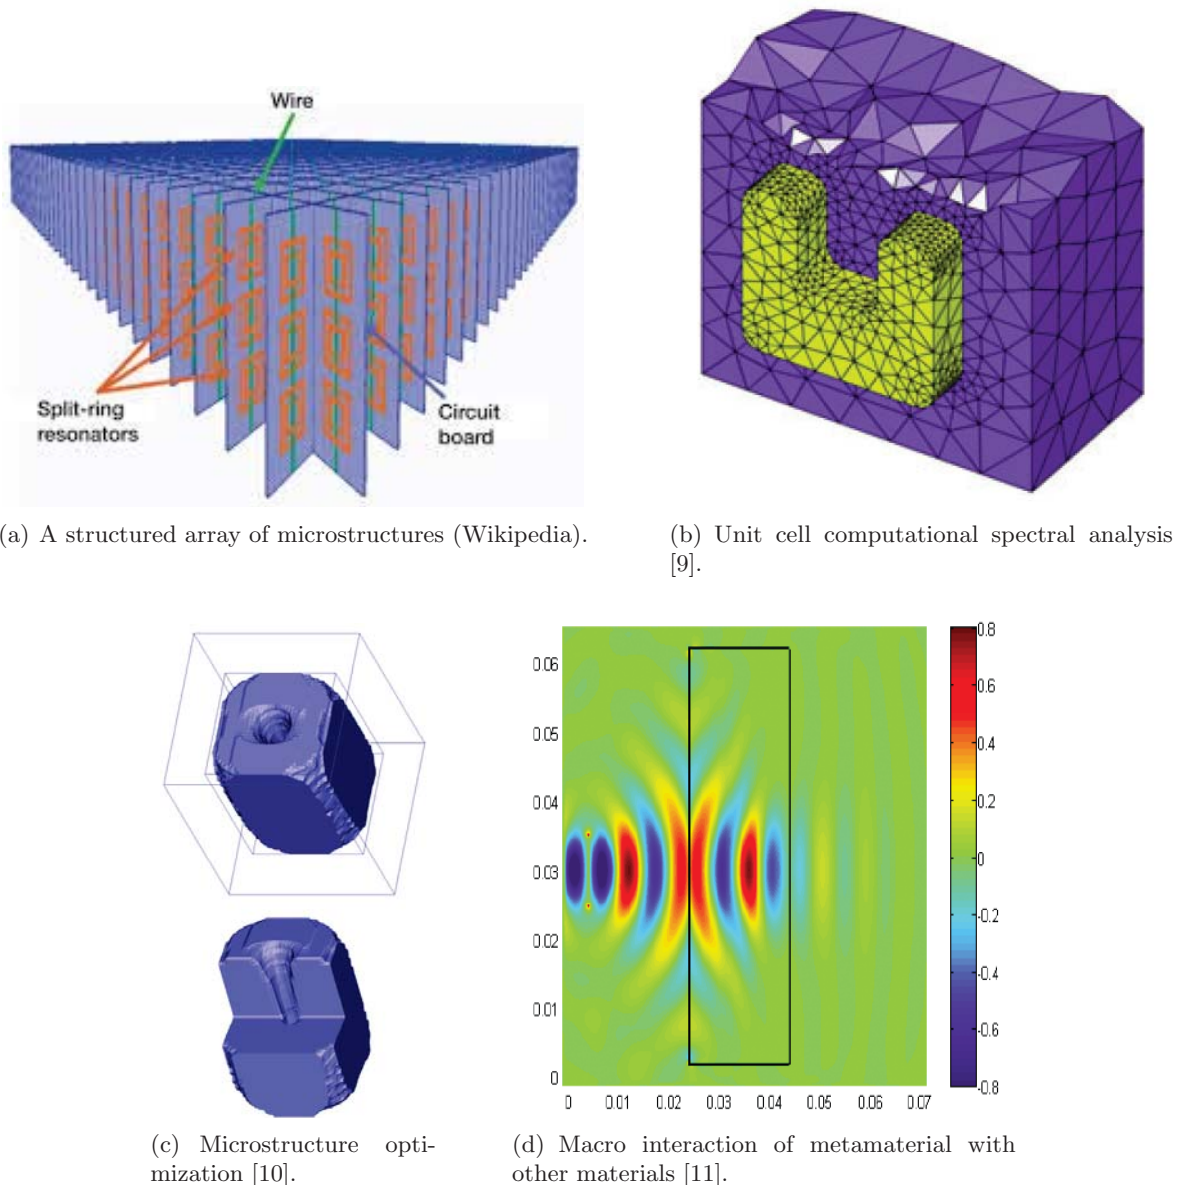 Wire
Split-ring
resonators
Circuit
board
(a) A structured array of microstructures (Wikipedia).
(b) Unit cell computational spectral analysis
[9].
0.06
0.05
0.04
0.03
0.02
0.01
0
0 0.01 0.02 0.03 0.04 0.05 0.06 0.07
0.8
0.6
0.4
0.2
0
-0.2
-0.4
-0.6
-0.8
(c) Microstructure opti-
mization [10].
(d) Macro interaction of metamaterial with
other materials [11].